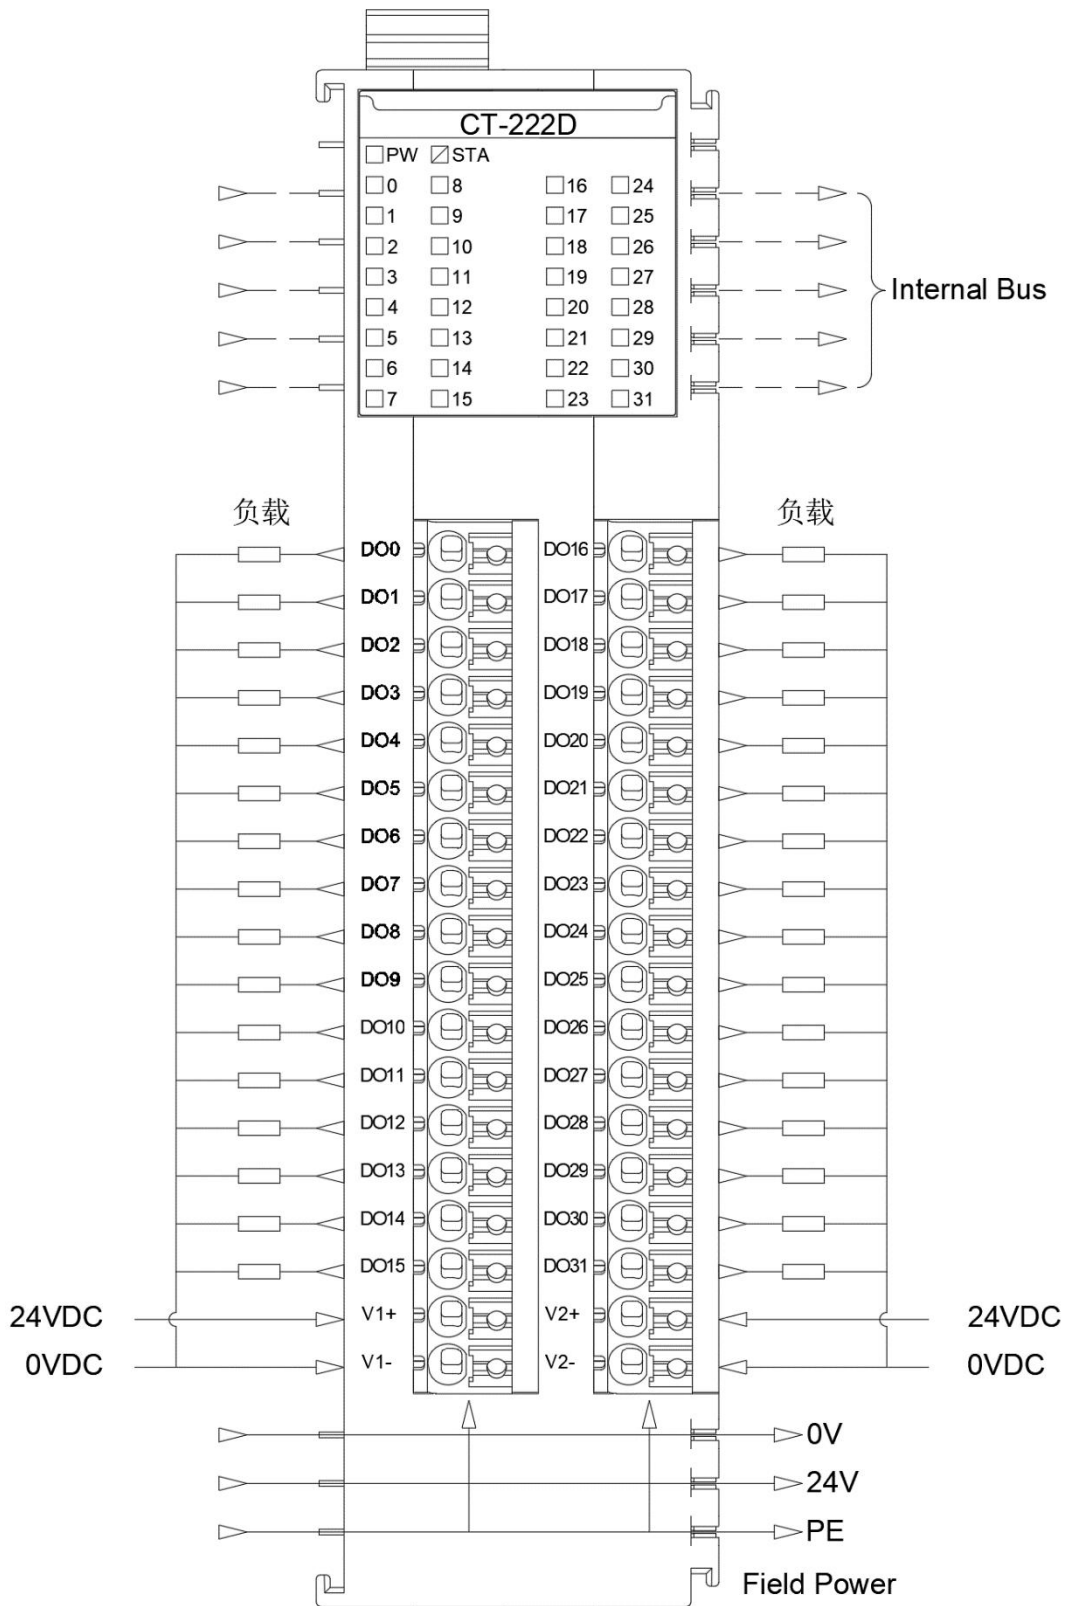 CT-222D
PW STA
0 8 16 24
1 9 17 25
2 10 18 26
3 11 19 27
4 12 20 28
5 13 21 29
6 14 22 30
7 15 23 31
Internal Bus
负载 负载
DO0 DO16
DO1 DO17
DO2 DO18
DO3 DO19
DO4 DO20
DO5 DO21
DO6 DO22
DO7 DO23
DO8 DO24
DO9 DO25
DO10 DO26
DO11 DO27
DO12 DO28
DO13 DO29
DO14 DO30
DO15 DO31
24VDC V1+ V2+ 24VDC
0VDC V1- V2- 0VDC
0V
24V
PE
Field Power